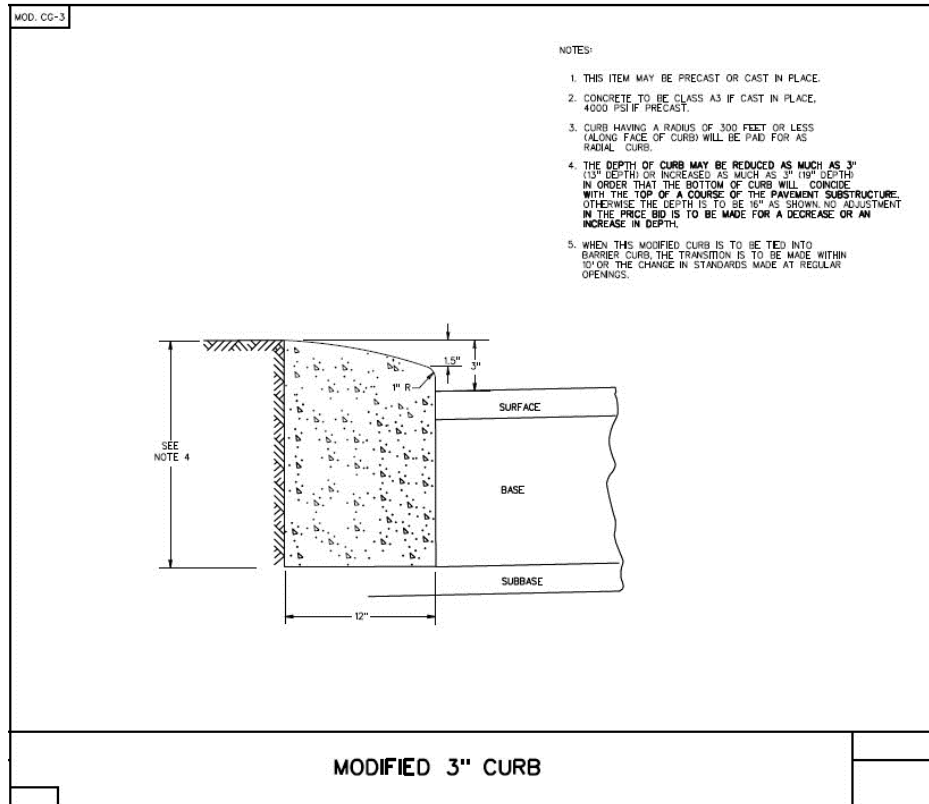 MOD. CG-3
NOTES:
1. THIS ITEM MAY BE PRECAST OR CAST IN PLACE.
2. CONCRETE TO BE CLASS A3 IF CAST IN PLACE,
4000 PSI IF PRECAST.
3. CURB HAVING A RADIUS OF 300 FEET OR LESS
(ALONG FACE OF CURB) WILL BE PAID FOR AS
RADIAL CURB.
4. THE DEPTH OF CURB MAY BE REDUCED AS MUCH AS 3"
(13" DEPTH) OR INCREASED AS MUCH AS 3" (19" DEPTH)
IN ORDER THAT THE BOTTOM OF CURB WILL COINCIDE
WITH THE TOP OF A COURSE OF THE PAVEMENT SUBSTRUCTURE.
OTHERWISE THE DEPTH IS TO BE 16" AS SHOWN. NO ADJUSTMENT
IN THE PRICE BID IS TO BE MADE FOR A DECREASE OR AN
INCREASE IN DEPTH.
5. WHEN THIS MODIFIED CURB IS TO BE TIED INTO
BARRIER CURB, THE TRANSITION IS TO BE MADE WITHIN
10' OR THE CHANGE IN STANDARDS MADE AT REGULAR
OPENINGS.
1.5"
3"
1" R
SURFACE
SEE
NOTE 4
BASE
SUBBASE
12"
MODIFIED 3" CURB